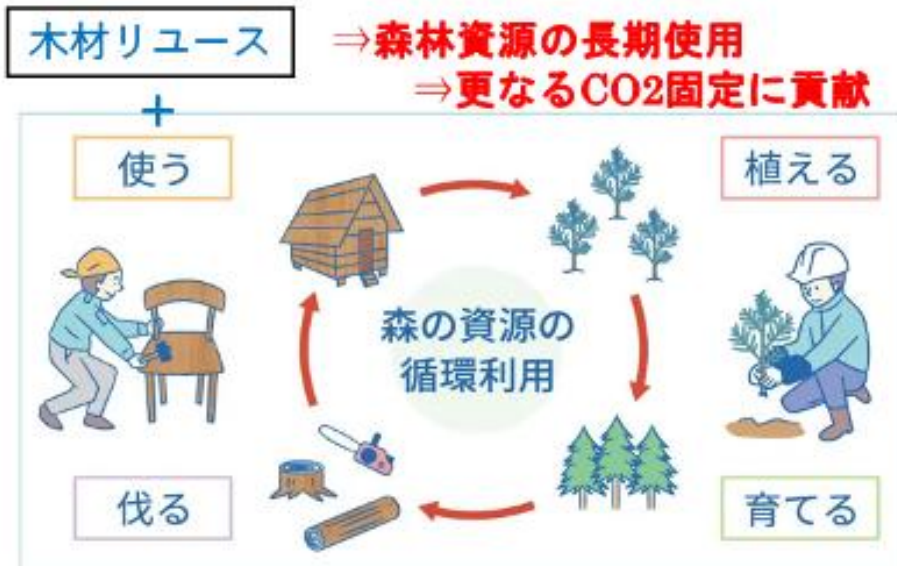 木材リユース
⇒森林資源の長期使用
⇒更なるCO2固定に貢献
+
使う
植える
森の資源の
循環利用
伐る
育てる